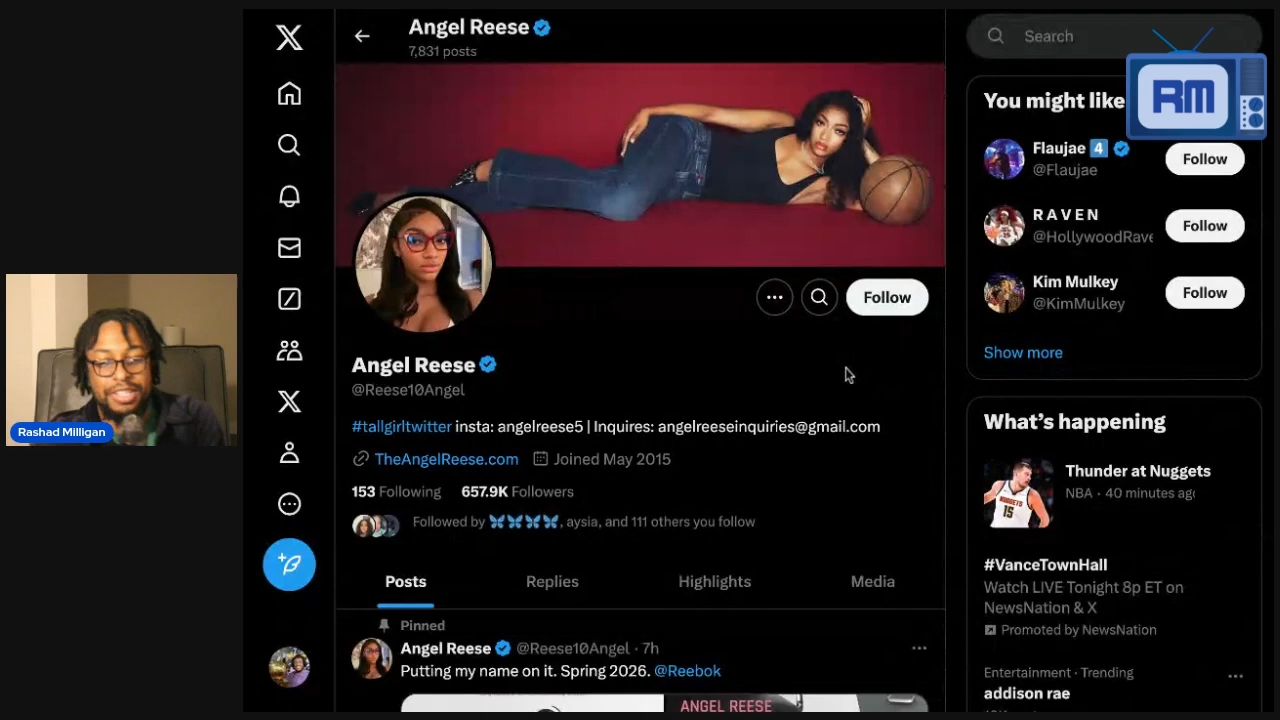 Angel Reese
7,831 posts
Search
RM
You might like
Flaujae 4
@Flaujae
Follow
R A V E N
@HollywoodRave
Follow
Kim Mulkey
@KimMulkey
Follow
Show more
Follow
Angel Reese
@Reese10Angel
#tallgirltwitter insta: angelreese5 | Inquires: angelreeseinquiries@gmail.com
TheAngelReese.com Joined May 2015
153 Following 657.9K Followers
Followed by 🦋🦋🦋🦋, aysia, and 111 others you follow
Posts Replies Highlights Media
Pinned
Angel Reese @Reese10Angel · 7h
Putting my name on it. Spring 2026. @Reebok
ANGEL REESE
What's happening
Thunder at Nuggets
NBA · 40 minutes ag
NUGGETS
15
#VanceTownHall
Watch LIVE Tonight 8p ET on
NewsNation & X
Promoted by NewsNation
Entertainment · Trending
addison rae
Rashad Milligan